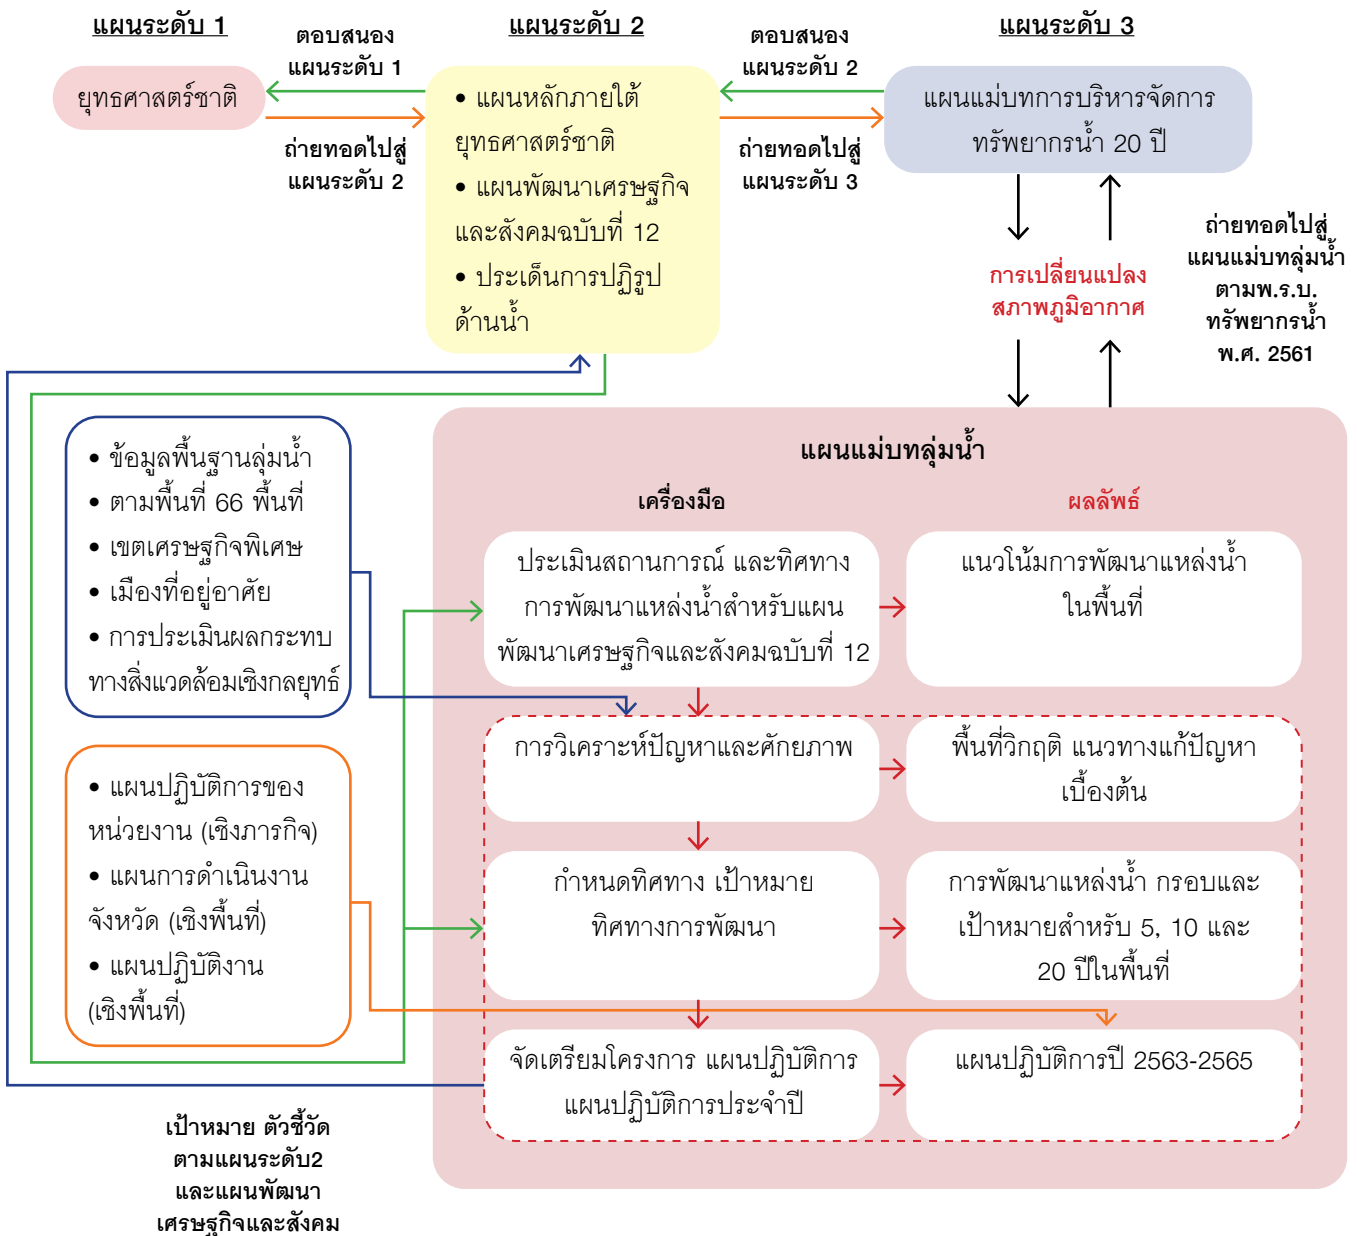 แผนระดับ 1
แผนระดับ 2
แผนระดับ 3
ตอบสนอง
แผนระดับ 1
ตอบสนอง
แผนระดับ 2
ยุทธศาสตร์ชาติ
ถ่ายทอดไปสู่
แผนระดับ 2
• แผนหลักภายใต้
ยุทธศาสตร์ชาติ
• แผนพัฒนาเศรษฐกิจ
และสังคมฉบับที่ 12
• ประเด็นการปฏิรูป
ด้านน้ำ
ถ่ายทอดไปสู่
แผนระดับ 3
แผนแม่บทการบริหารจัดการ
ทรัพยากรน้ำ 20 ปี
การเปลี่ยนแปลง
สภาพภูมิอากาศ
ถ่ายทอดไปสู่
แผนแม่บทลุ่มน้ำ
ตามพ.ร.บ.
ทรัพยากรน้ำ
พ.ศ. 2561
• ข้อมูลพื้นฐานลุ่มน้ำ
• ตามพื้นที่ 66 พื้นที่
• เขตเศรษฐกิจพิเศษ
• เมืองที่อยู่อาศัย
• การประเมินผลกระทบ
ทางสิ่งแวดล้อมเชิงกลยุทธ์
• แผนปฏิบัติการของ
หน่วยงาน (เชิงภารกิจ)
• แผนการดำเนินงาน
จังหวัด (เชิงพื้นที่)
• แผนปฏิบัติงาน
(เชิงพื้นที่)
แผนแม่บทลุ่มน้ำ
เครื่องมือ
ผลลัพธ์
ประเมินสถานการณ์ และทิศทาง
การพัฒนาแหล่งน้ำสำหรับแผน
พัฒนาเศรษฐกิจและสังคมฉบับที่ 12
แนวโน้มการพัฒนาแหล่งน้ำ
ในพื้นที่
การวิเคราะห์ปัญหาและศักยภาพ
พื้นที่วิกฤติ แนวทางแก้ปัญหา
เบื้องต้น
กำหนดทิศทาง เป้าหมาย
ทิศทางการพัฒนา
การพัฒนาแหล่งน้ำ กรอบและ
เป้าหมายสำหรับ 5, 10 และ
20 ปีในพื้นที่
จัดเตรียมโครงการ แผนปฏิบัติการ
แผนปฏิบัติการประจำปี
แผนปฏิบัติการปี 2563-2565
เป้าหมาย ตัวชี้วัด
ตามแผนระดับ2
และแผนพัฒนา
เศรษฐกิจและสังคม